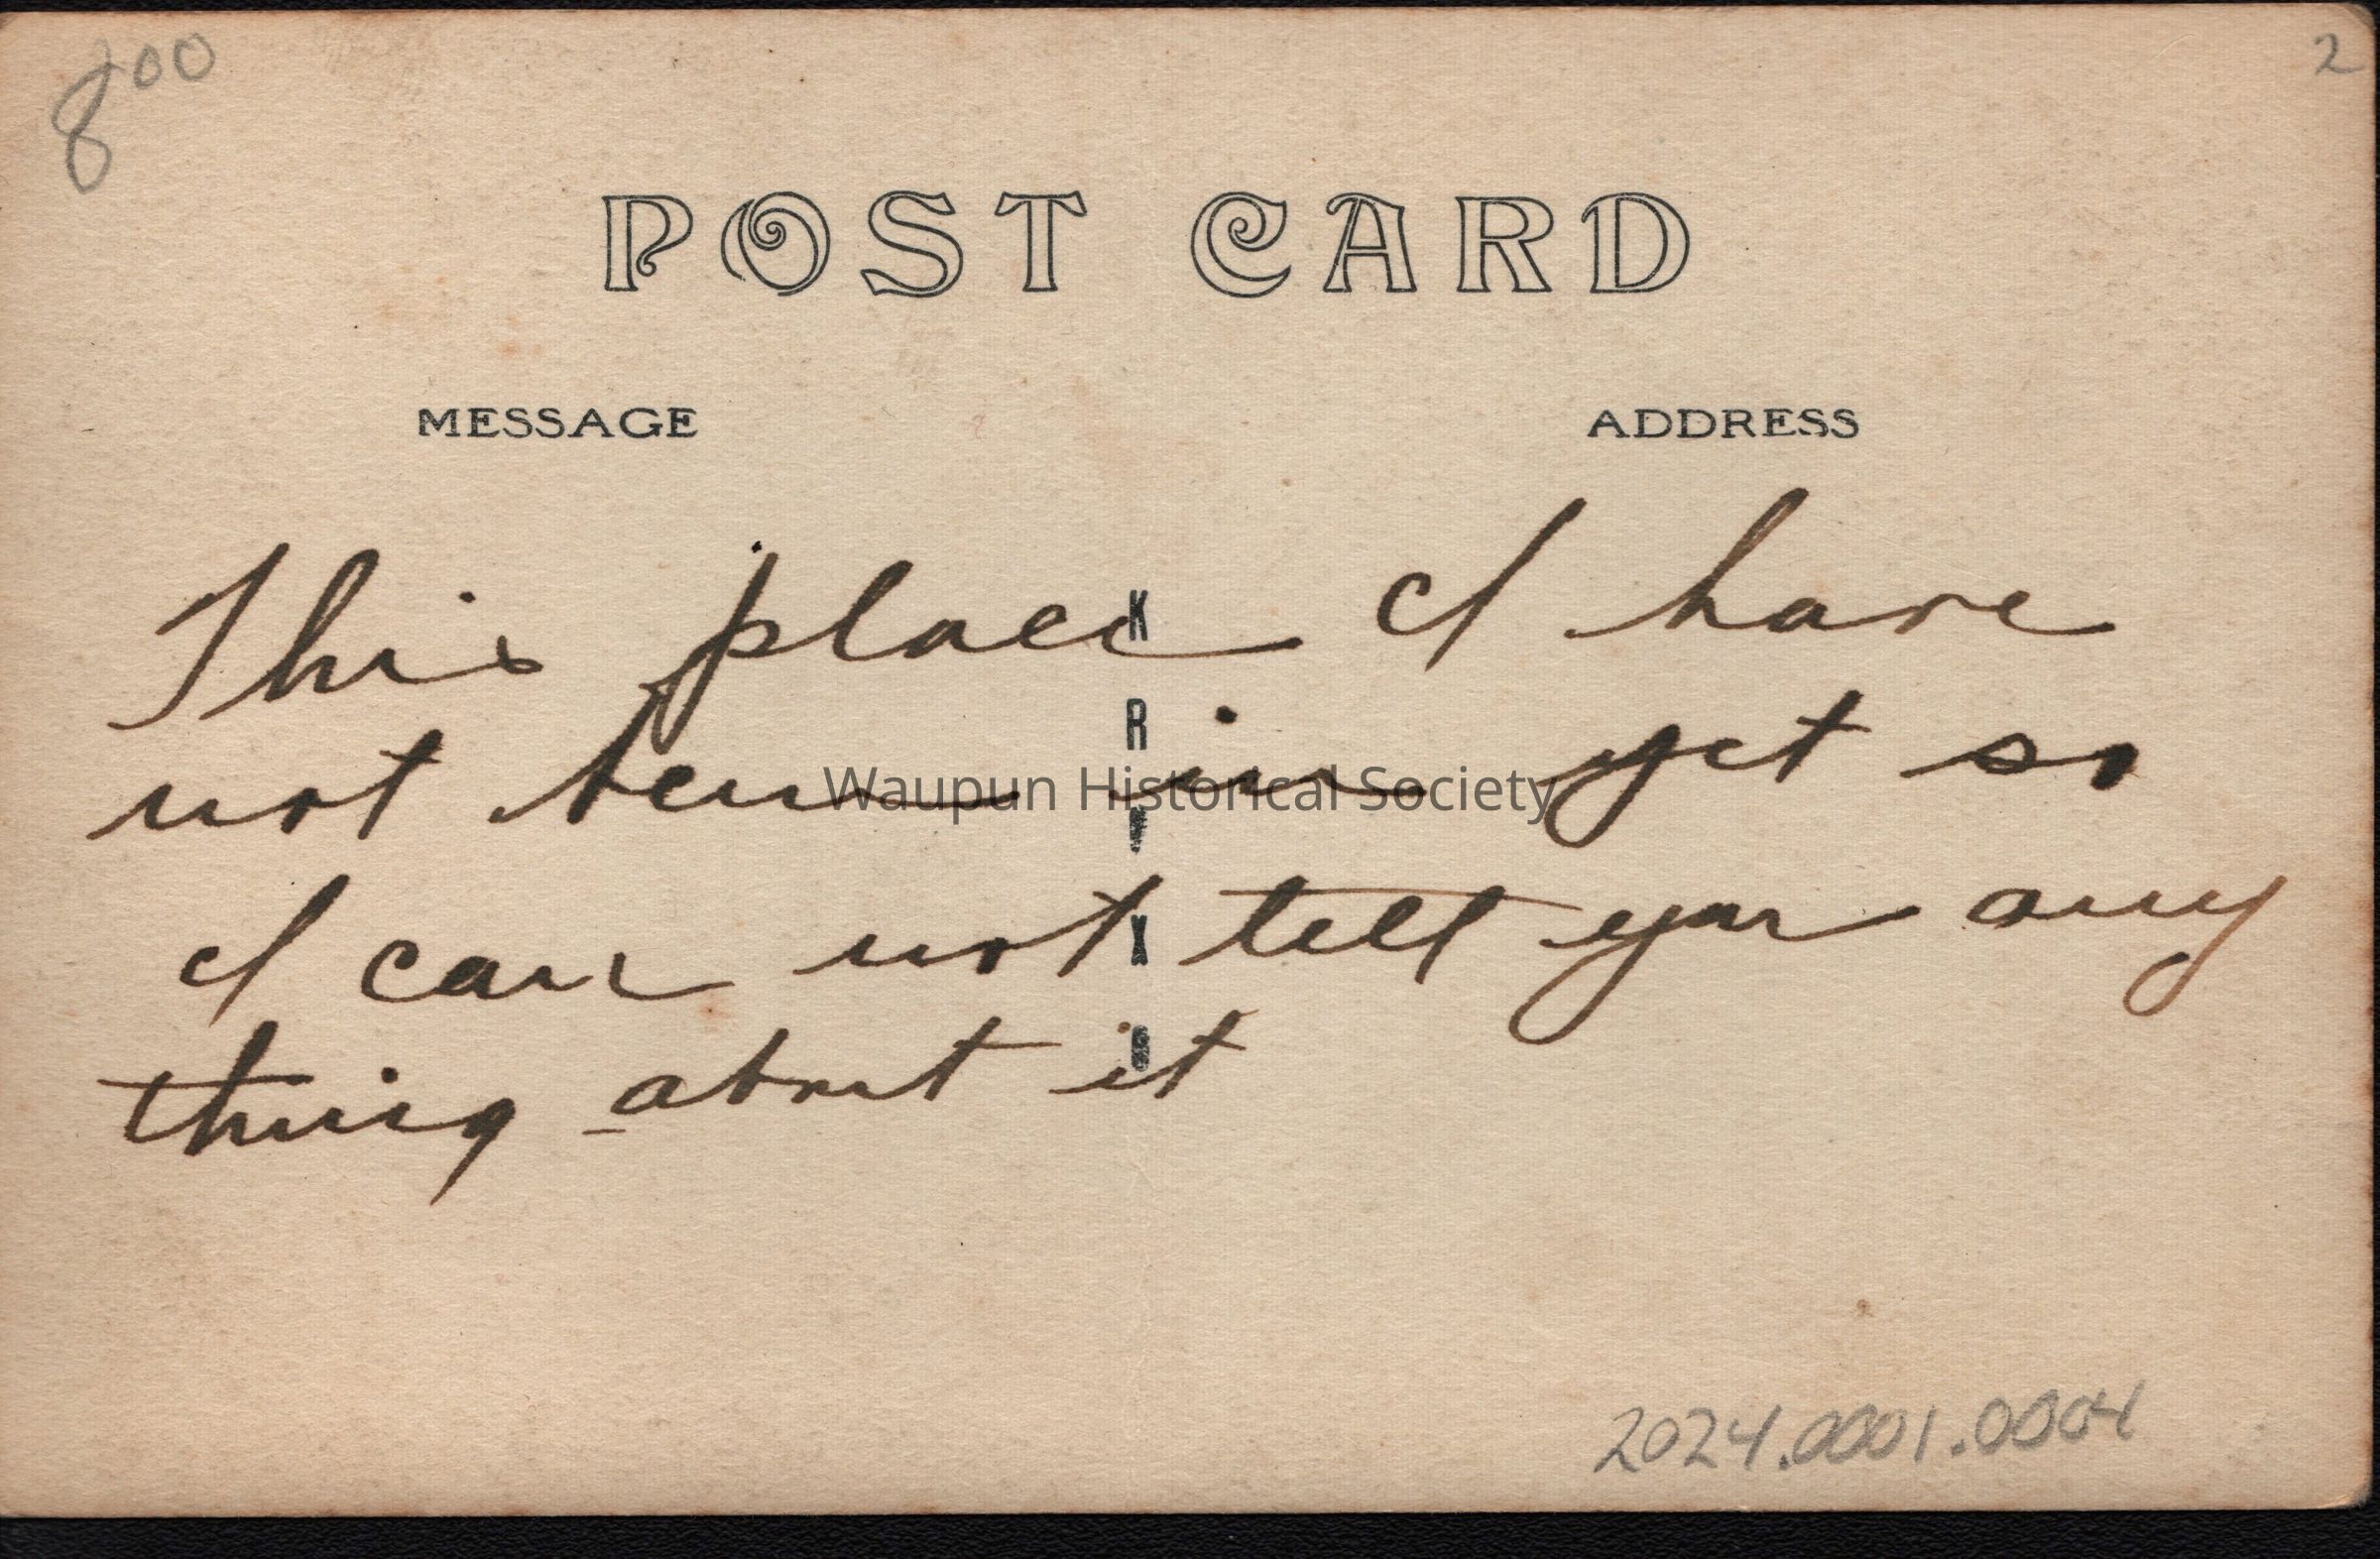 800
2
POST CARD
MESSAGE
ADDRESS
This place I have
not been in yet so
I can not tell you any
thing about it
K
R
X
Waupun Historical Society
2024.0001.0004